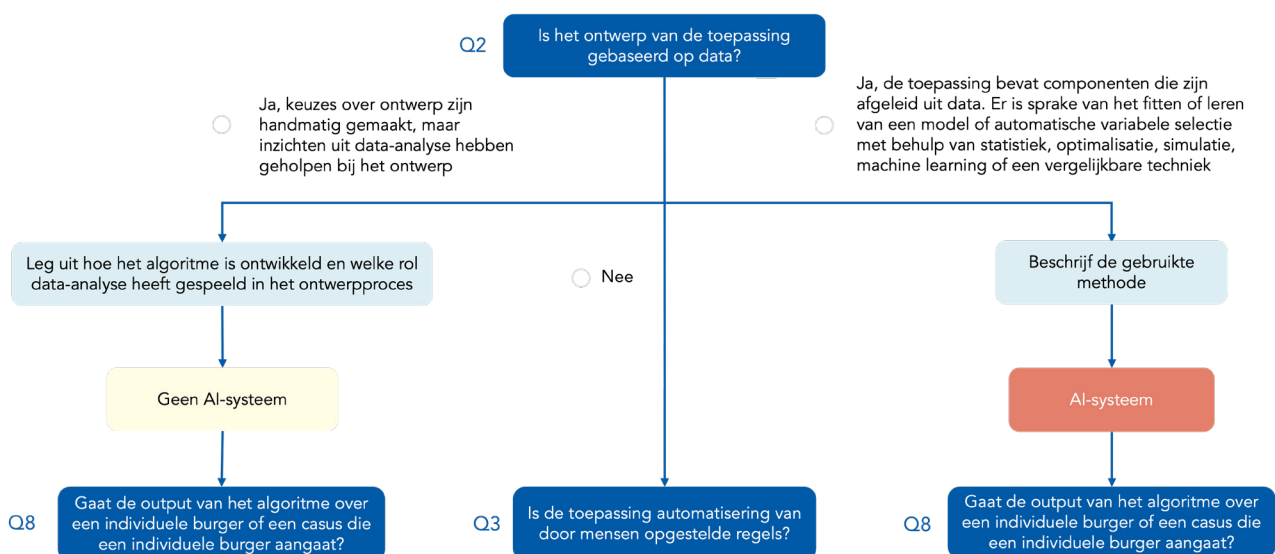 Q2
Is het ontwerp van de toepassing
gebaseerd op data?
Ja, keuzes over ontwerp zijn
handmatig gemaakt, maar
inzichten uit data-analyse hebben
geholpen bij het ontwerp
Ja, de toepassing bevat componenten die zijn
afgeleid uit data. Er is sprake van het fitten of leren
van een model of automatische variabele selectie
met behulp van statistiek, optimalisatie, simulatie,
machine learning of een vergelijkbare techniek
Leg uit hoe het algoritme is ontwikkeld en welke rol
data-analyse heeft gespeeld in het ontwerpproces
Nee
Beschrijf de gebruikte
methode
Geen AI-systeem
AI-systeem
Q8
Gaat de output van het algoritme over
een individuele burger of een casus die
een individuele burger aangaat?
Q3
Is de toepassing automatisering van
door mensen opgestelde regels?
Q8
Gaat de output van het algoritme over
een individuele burger of een casus die
een individuele burger aangaat?